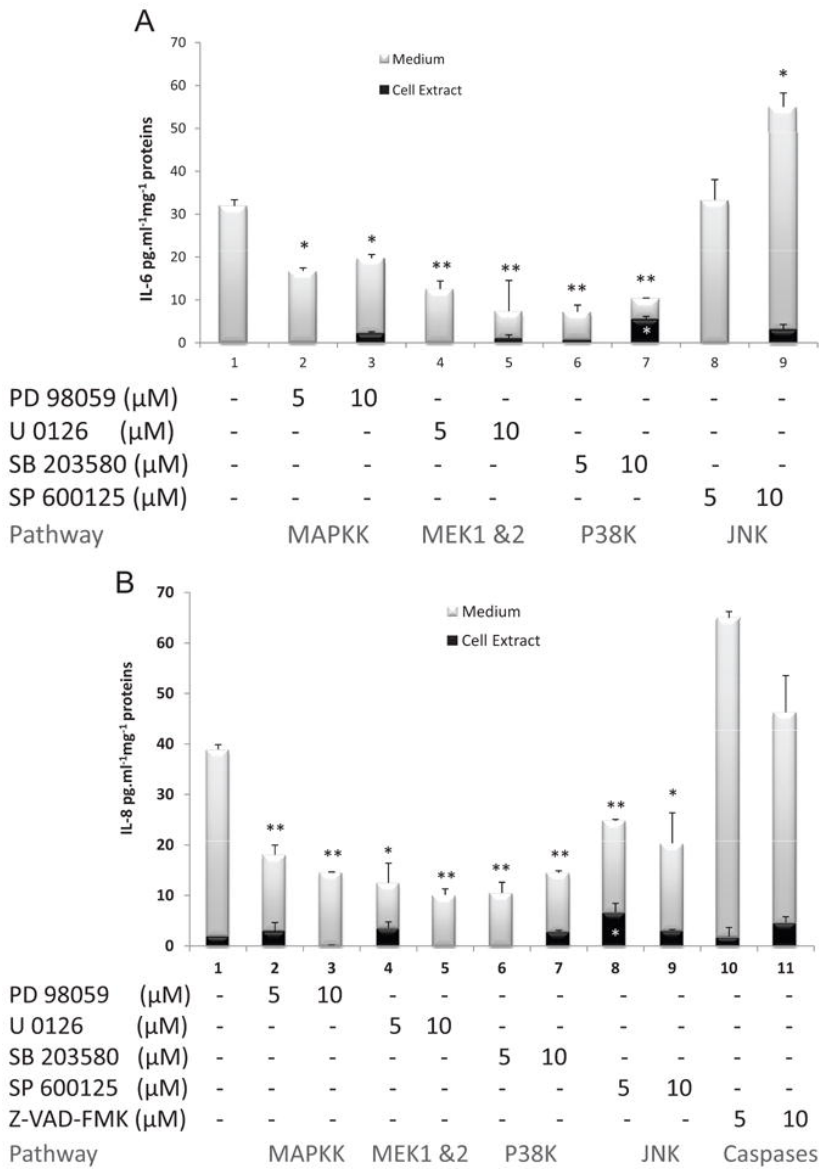 A
70
60
50
40
30
20
10
0
IL-6 pg.ml⁻¹mg⁻¹ proteins
Medium
Cell Extract
* * ** ** ** ** * *
1 2 3 4 5 6 7 8 9
PD 98059 (µM) - 5 10 - - - - - -
U 0126 (µM) - - - 5 10 - - - -
SB 203580 (µM) - - - - - 5 10 - -
SP 600125 (µM) - - - - - - - 5 10
Pathway MAPKK MEK1 &2 P38K JNK
B
70
60
50
40
30
20
10
0
IL-8 pg.ml⁻¹mg⁻¹ proteins
Medium
Cell Extract
** ** * ** ** ** ** * *
1 2 3 4 5 6 7 8 9 10 11
PD 98059 (µM) - 5 10 - - - - - - - -
U 0126 (µM) - - - 5 10 - - - - - -
SB 203580 (µM) - - - - - 5 10 - - - -
SP 600125 (µM) - - - - - - - 5 10 - -
Z-VAD-FMK (µM) - - - - - - - - - 5 10
Pathway MAPKK MEK1 &2 P38K JNK Caspases